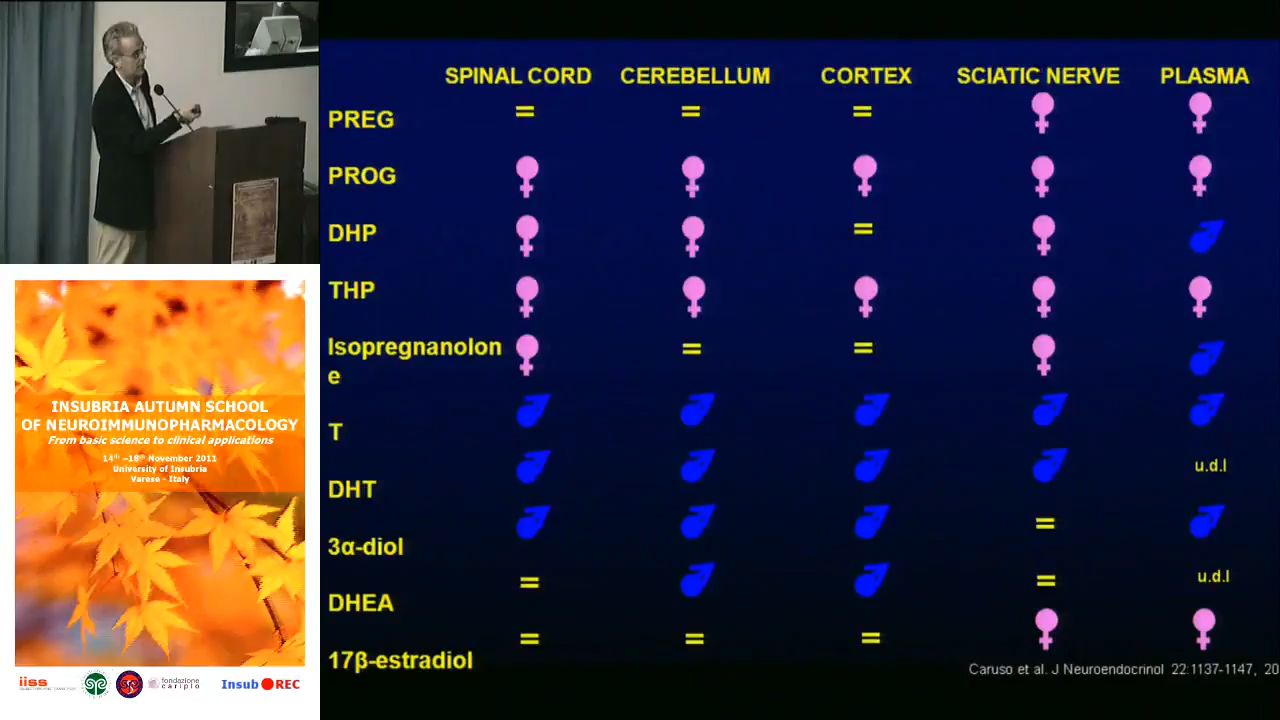 SPINAL CORD CEREBELLUM CORTEX SCIATIC NERVE PLASMA
PREG = = =
PROG
DHP =
THP
Isopregnanolon = =
e
T
DHT u.d.l
3α-diol =
DHEA = = u.d.l
17β-estradiol = = =
Caruso et al. J Neuroendocrinol 22:1137-1147, 20
INSUBRIA AUTUMN SCHOOL
OF NEUROIMMUNOPHARMACOLOGY
From basic science to clinical applications
14th –18th November 2011
University of Insubria
Varese - Italy
iiss
fondazione
cariplo
Insub REC